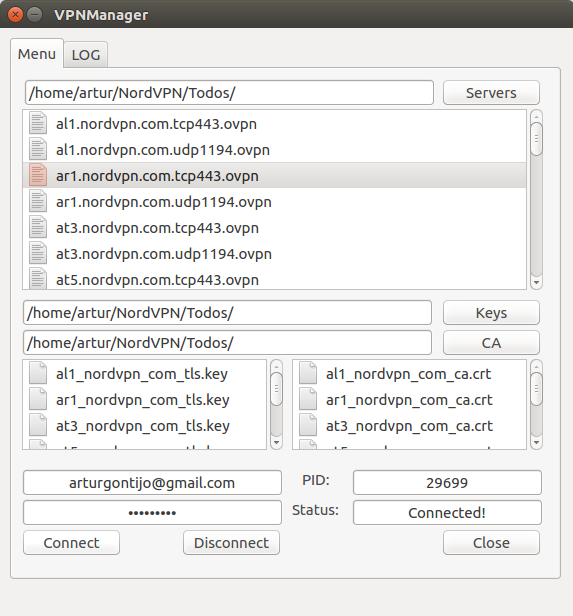 VPNManager
Menu LOG
/home/artur/NordVPN/Todos/ Servers
al1.nordvpn.com.tcp443.ovpn
al1.nordvpn.com.udp1194.ovpn
ar1.nordvpn.com.tcp443.ovpn
ar1.nordvpn.com.udp1194.ovpn
at3.nordvpn.com.tcp443.ovpn
at3.nordvpn.com.udp1194.ovpn
at5.nordvpn.com.tcp443.ovpn
/home/artur/NordVPN/Todos/ Keys
/home/artur/NordVPN/Todos/ CA
al1_nordvpn_com_tls.key al1_nordvpn_com_ca.crt
ar1_nordvpn_com_tls.key ar1_nordvpn_com_ca.crt
at3_nordvpn_com_tls.key at3_nordvpn_com_ca.crt
arturgontijo@gmail.com PID: 29699
••••••••• Status: Connected!
Connect Disconnect Close